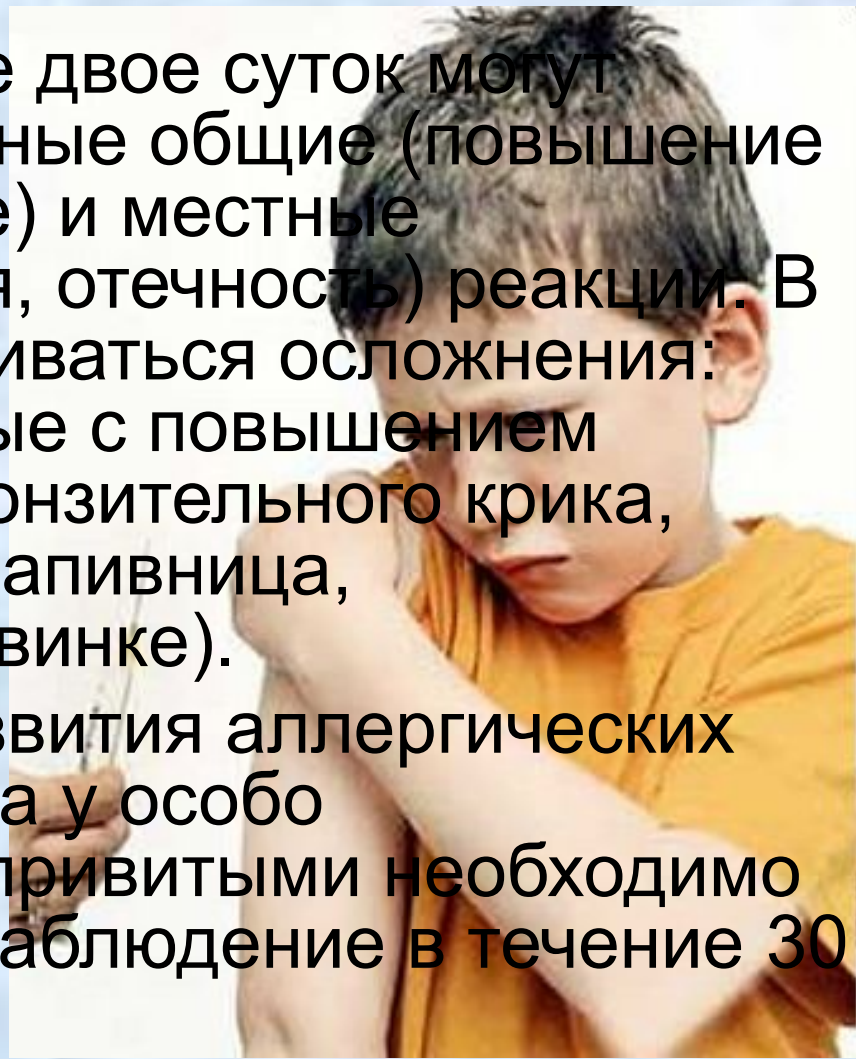 е двое суток могут
ные общие (повышение
е) и местные
я, отечность) реакции. В
иваться осложнения:
ые с повышением
онзительного крика,
апивница,
винке).
звития аллергических
а у особо
привитыми необходимо
аблюдение в течение 30